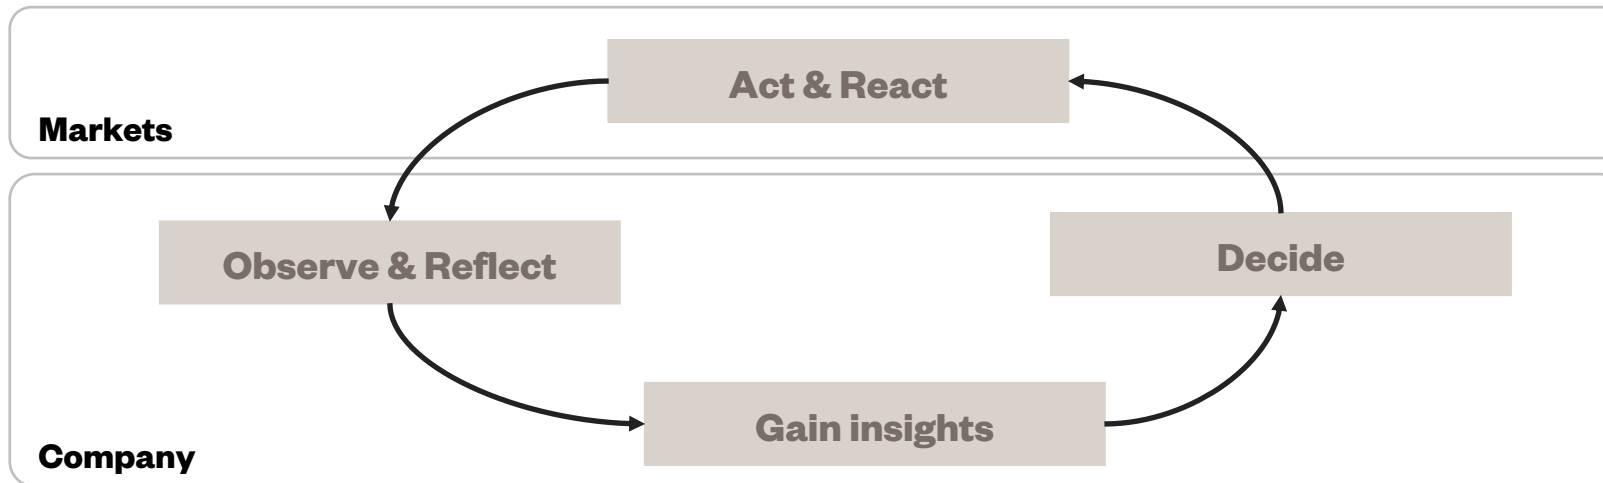 Act & React
Markets
Observe & Reflect
Decide
Gain insights
Company